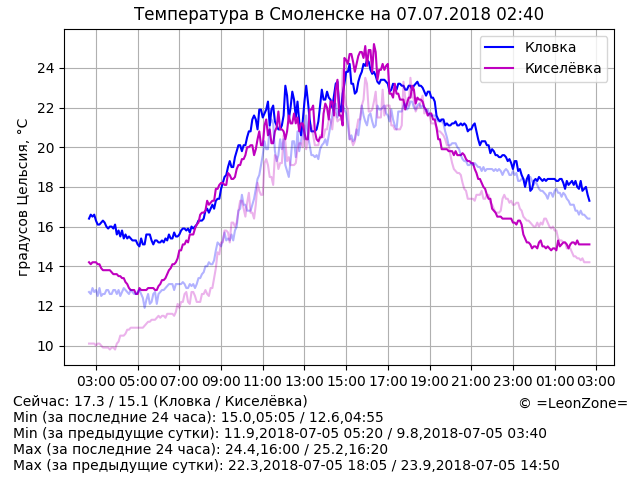 Температура в Смоленске на 07.07.2018 02:40
Кловка
Киселёвка
градусов Цельсия, °C
24
22
20
18
16
14
12
10
03:00 05:00 07:00 09:00 11:00 13:00 15:00 17:00 19:00 21:00 23:00 01:00 03:00
Сейчас: 17.3 / 15.1 (Кловка / Киселёвка)
© =LeonZone=
Min (за последние 24 часа): 15.0,05:05 / 12.6,04:55
Min (за предыдущие сутки): 11.9,2018-07-05 05:20 / 9.8,2018-07-05 03:40
Max (за последние 24 часа): 24.4,16:00 / 25.2,16:20
Max (за предыдущие сутки): 22.3,2018-07-05 18:05 / 23.9,2018-07-05 14:50